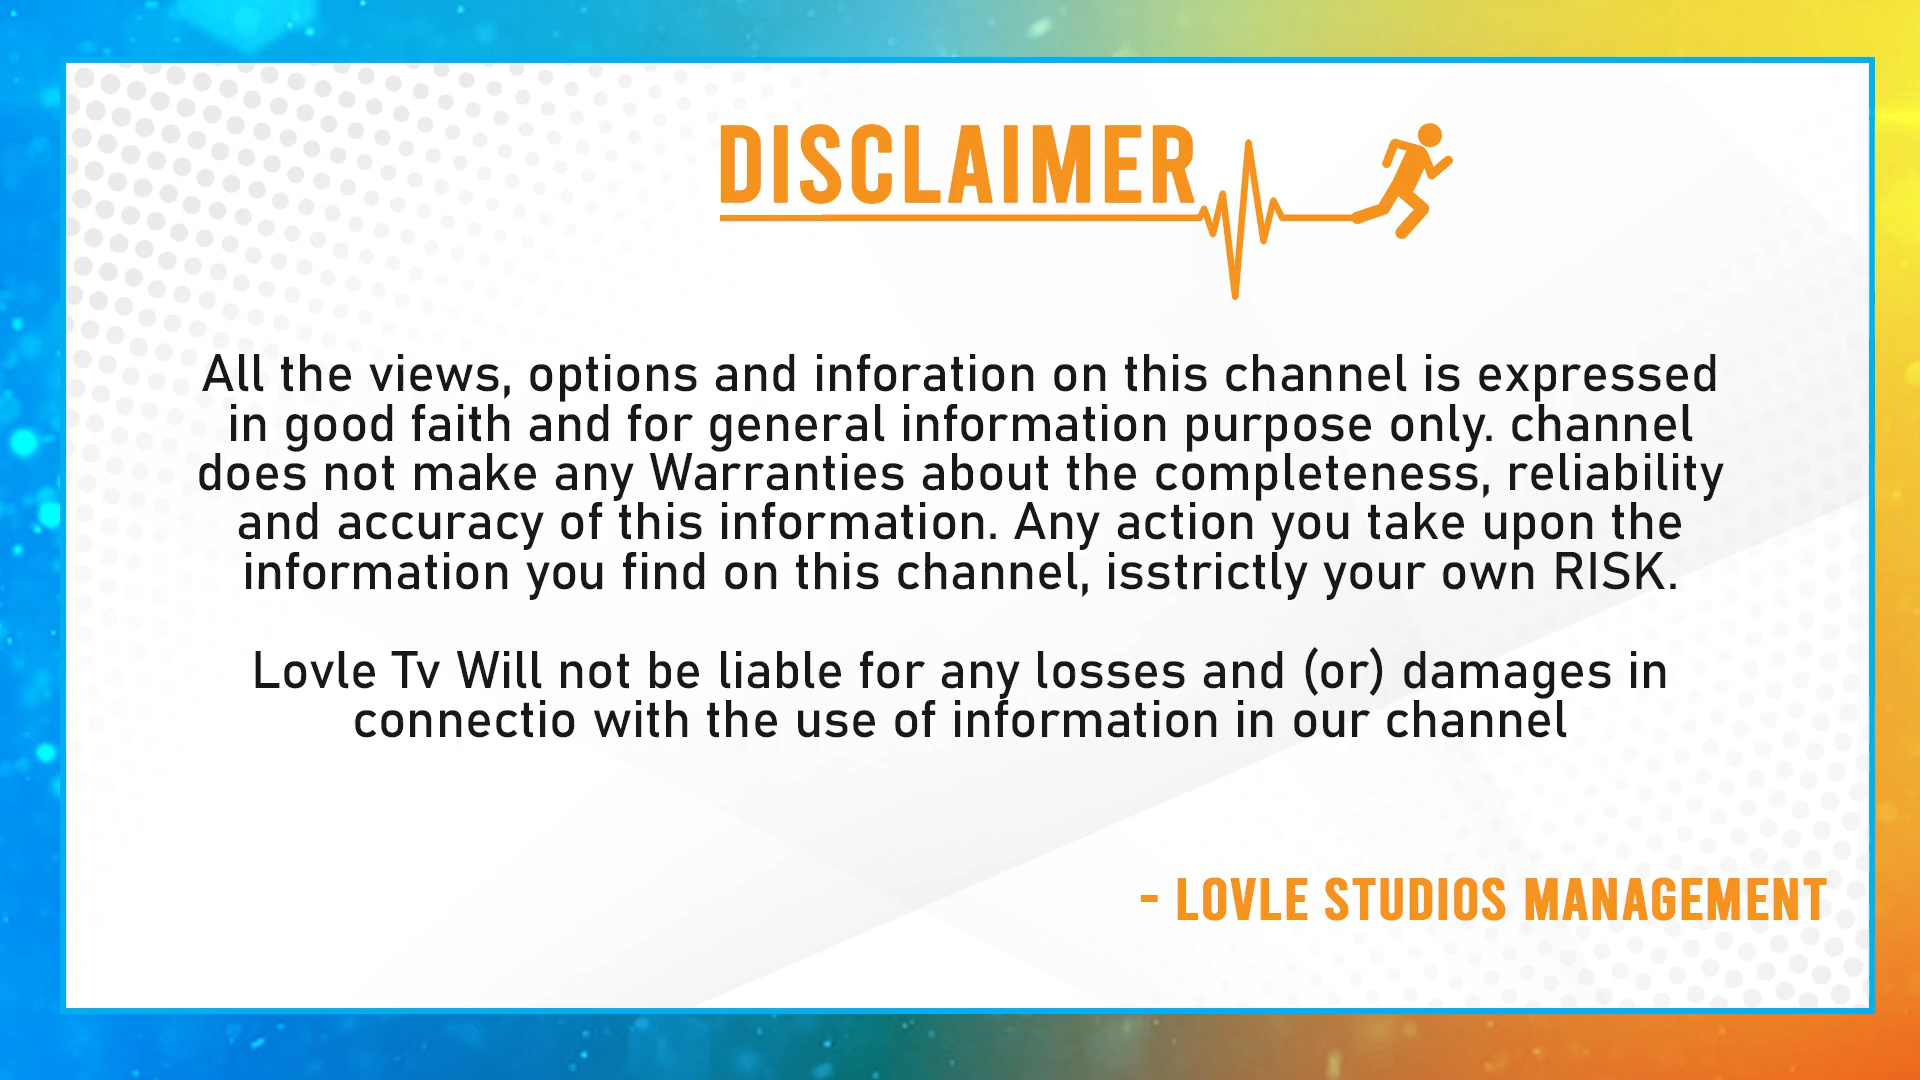 DISCLAIMER
All the views, options and inforation on this channel is expressed
in good faith and for general information purpose only. channel
does not make any Warranties about the completeness, reliability
and accuracy of this information. Any action you take upon the
information you find on this channel, isstrictly your own RISK.
Lovle Tv Will not be liable for any losses and (or) damages in
connectio with the use of information in our channel
- LOVLE STUDIOS MANAGEMENT